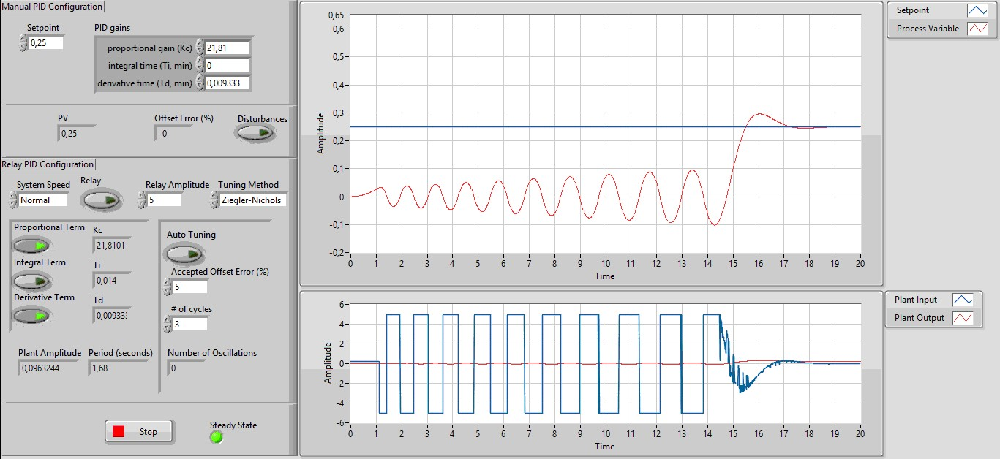 Manual PID Configuration
Setpoint
0,25
PID gains
proportional gain (Kc) 21,81
integral time (Ti, min) 0
derivative time (Td, min) 0,009333
PV
0,25
Offset Error (%)
0
Disturbances
Relay PID Configuration
System Speed
Normal
Relay
Relay Amplitude
5
Tuning Method
Ziegler-Nichols
Proportional Term
Kc
21,8101
Integral Term
Ti
0,014
Derivative Term
Td
0,00933
Auto Tuning
Accepted Offset Error (%)
5
# of cycles
3
Plant Amplitude
0,0963244
Period (seconds)
1,68
Number of Oscillations
0
Stop
Steady State
0,65
0,6
0,5
0,4
0,3
0,2
0,1
0
-0,1
-0,2
Amplitude
0 1 2 3 4 5 6 7 8 9 10 11 12 13 14 15 16 17 18 19 20
Time
Setpoint
Process Variable
6
4
2
0
-2
-4
-6
Amplitude
0 1 2 3 4 5 6 7 8 9 10 11 12 13 14 15 16 17 18 19 20
Time
Plant Input
Plant Output